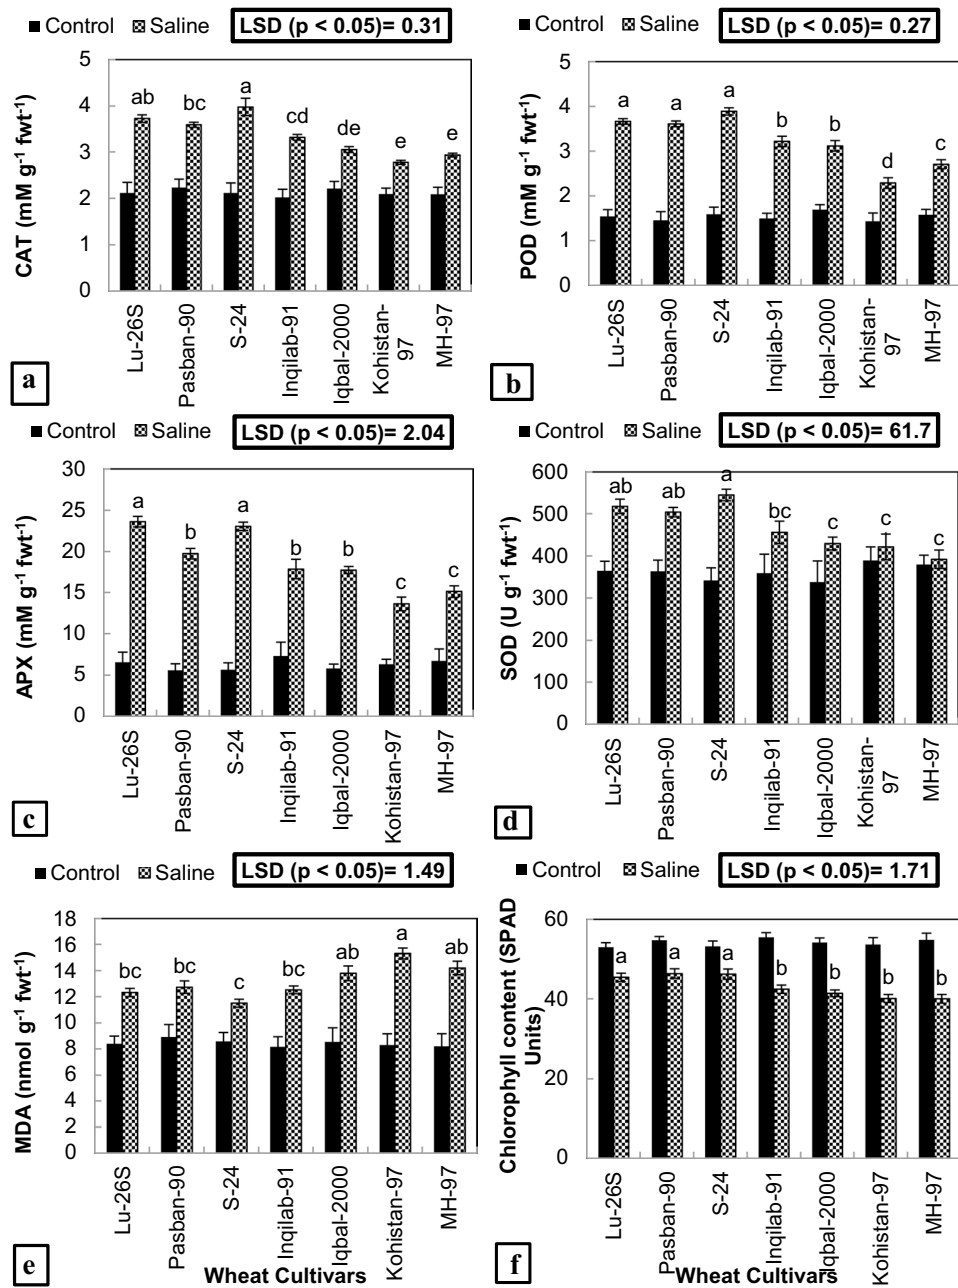 Control Saline LSD (p < 0.05)= 0.31
5
4
3
2
1
0
CAT (mM g⁻¹ fwt⁻¹)
ab bc a cd de e e
Lu-26S
Pasban-90
S-24
Inqilab-91
Iqbal-2000
Kohistan-
97
MH-97
a
Control Saline LSD (p < 0.05)= 0.27
5
4
3
2
1
0
POD (mM g⁻¹ fwt⁻¹)
a a a b b d c
Lu-26S
Pasban-90
S-24
Inqilab-91
Iqbal-2000
Kohistan-
97
MH-97
b
Control Saline LSD (p < 0.05)= 2.04
30
25
20
15
10
5
0
APX (mM g⁻¹ fwt⁻¹)
a b a b b c c
Lu-26S
Pasban-90
S-24
Inqilab-91
Iqbal-2000
Kohistan-97
MH-97
c
Control Saline LSD (p < 0.05)= 61.7
600
500
400
300
200
100
0
SOD (U g⁻¹ fwt⁻¹)
ab ab a bc c c c
Lu-26S
Pasban-90
S-24
Inqilab-91
Iqbal-2000
Kohistan-
97
MH-97
d
Control Saline LSD (p < 0.05)= 1.49
18
16
14
12
10
8
6
4
2
0
MDA (nmol g⁻¹ fwt⁻¹)
bc bc c bc ab a ab
Lu-26S
Pasban-90
S-24
Inqilab-91
Iqbal-2000
Kohistan-97
MH-97
Wheat Cultivars
e
Control Saline LSD (p < 0.05)= 1.71
60
40
20
0
Chlorophyll content (SPAD
Units)
a a a b b b b
Lu-26S
Pasban-90
S-24
Inqilab-91
Iqbal-2000
Kohistan-97
MH-97
Wheat Cultivars
f